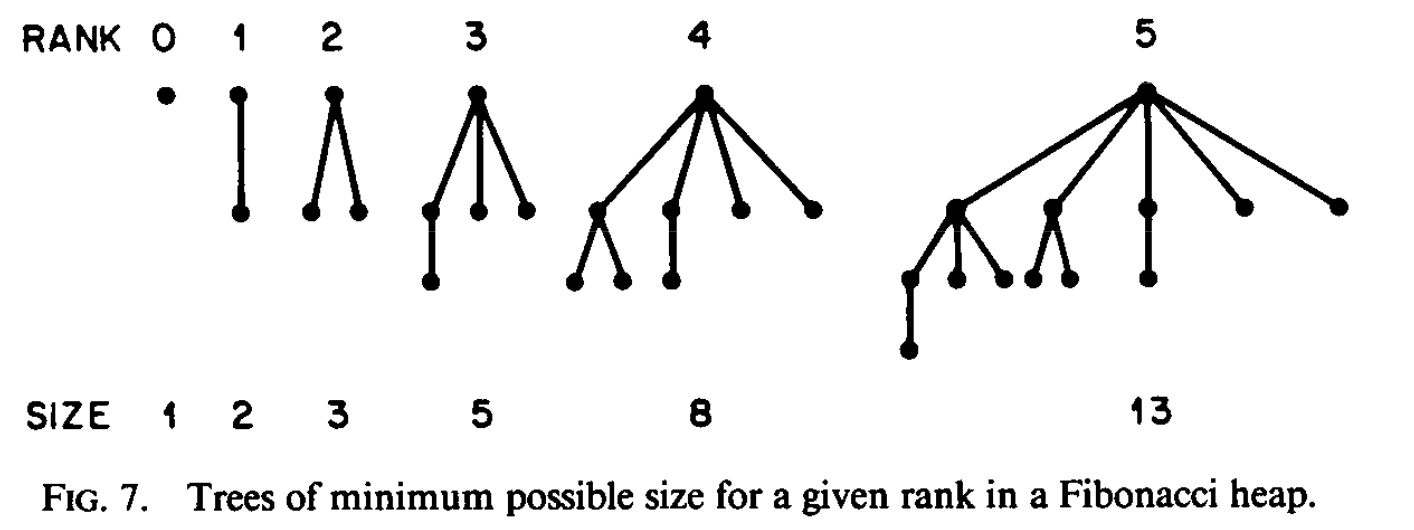 RANK 0 1 2 3 4 5
SIZE 1 2 3 5 8 13
FIG. 7. Trees of minimum possible size for a given rank in a Fibonacci heap.